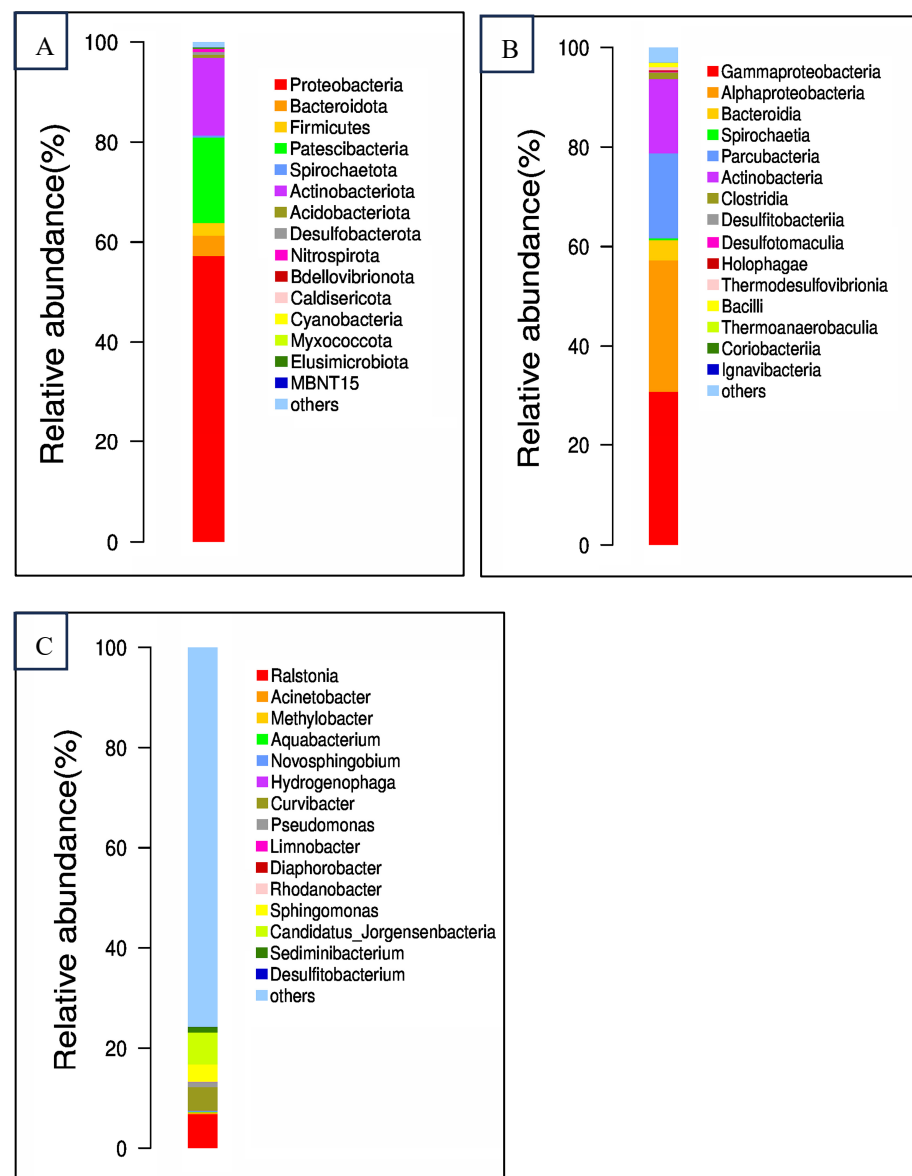 A
100
80
60
40
20
0
Relative abundance(%)
Proteobacteria
Bacteroidota
Firmicutes
Patescibacteria
Spirochaetota
Actinobacteriota
Acidobacteriota
Desulfobacterota
Nitrospirota
Bdellovibrionota
Caldisericota
Cyanobacteria
Myxococcota
Elusimicrobiota
MBNT15
others
B
100
80
60
40
20
0
Relative abundance(%)
Gammaproteobacteria
Alphaproteobacteria
Bacteroidia
Spirochaetia
Parcubacteria
Actinobacteria
Clostridia
Desulfitobacteriia
Desulfotomaculia
Holophagae
Thermodesulfovibrionia
Bacilli
Thermoanaerobaculia
Coriobacteriia
Ignavibacteria
others
C
100
80
60
40
20
0
Relative abundance(%)
Ralstonia
Acinetobacter
Methylobacter
Aquabacterium
Novosphingobium
Hydrogenophaga
Curvibacter
Pseudomonas
Limnobacter
Diaphorobacter
Rhodanobacter
Sphingomonas
Candidatus_Jorgensenbacteria
Sediminibacterium
Desulfitobacterium
others